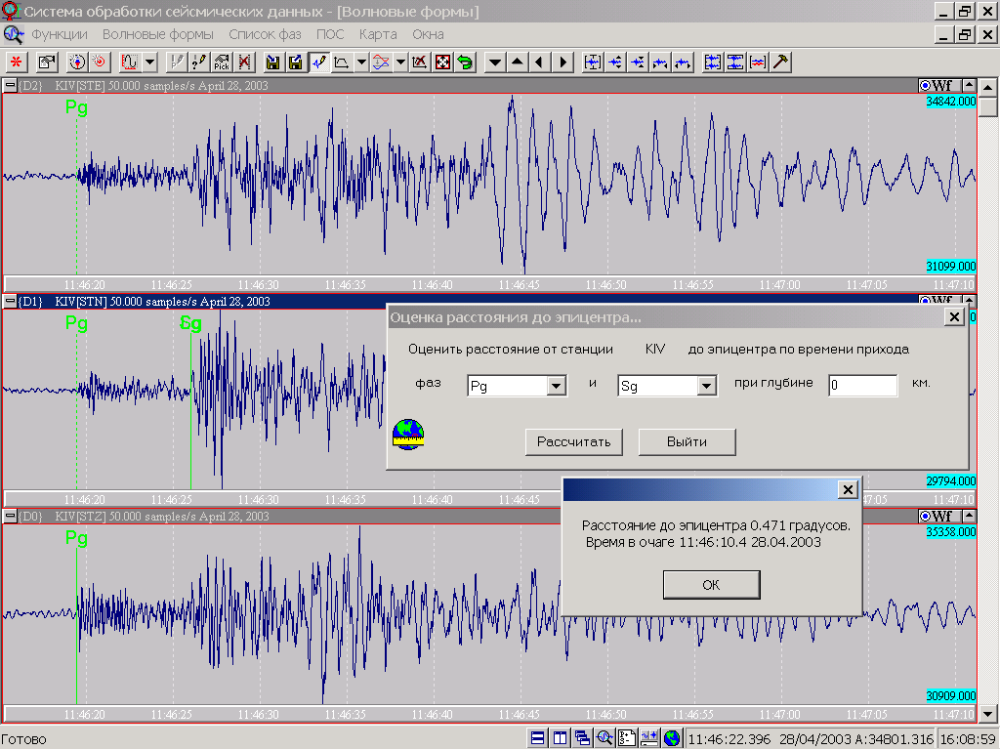 Система обработки сейсмических данных - [Волновые формы]
Функции Волновые формы Список фаз ПОС Карта Окна
Pick
{D2} KIV[STE] 50.000 samples/s April 28, 2003 Wf
34842.000
Pg
31099.000
11:46:20 11:46:25 11:46:30 11:46:35 11:46:40 11:46:45 11:46:50 11:46:55 11:47:00 11:47:05 11:47:10
{D1} KIV[STN] 50.000 samples/s April 28, 2003 Wf
Pg Sg
Оценка расстояния до эпицентра...
Оценить расстояние от станции KIV до эпицентра по времени прихода
фаз Pg и Sg при глубине 0 км.
Рассчитать Выйти
29794.000
11:46:20 11:46:25 11:46:30 11:46:35 11:46:40 11:46:45 :47:05 11:47:10
{D0} KIV[STZ] 50.000 samples/s April 28, 2003 Wf
35358.000
Pg
Расстояние до эпицентра 0.471 градусов.
Время в очаге 11:46:10.4 28.04.2003
ОК
30909.000
11:46:20 11:46:25 11:46:30 11:46:35 11:46:40 11:46:45 11:46:50 11:46:55 11:47:00 11:47:05 11:47:10
Готово 11:46:22.396 28/04/2003 A:34801.316 16:08:59